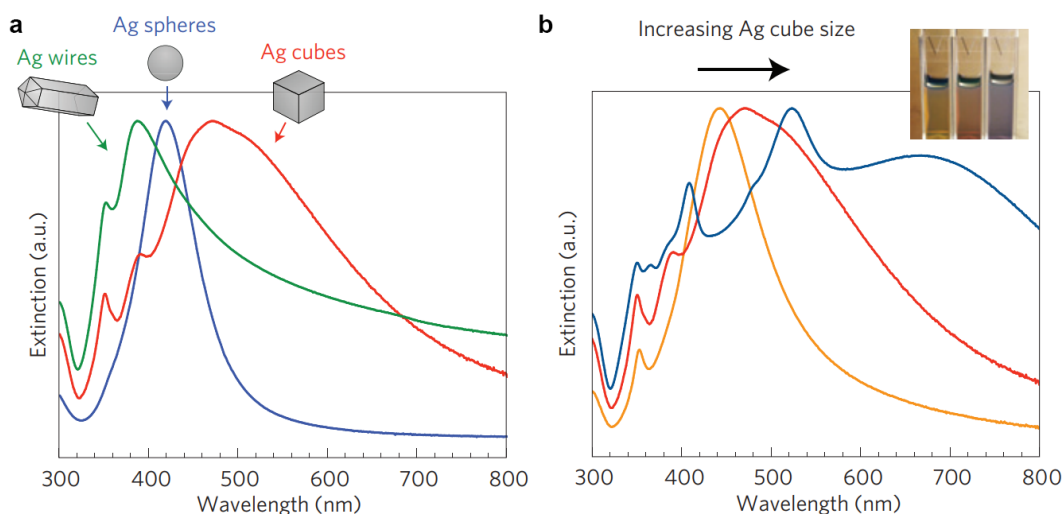 a
Ag spheres
Ag wires
Ag cubes
Extinction (a.u.)
300 400 500 600 700 800
Wavelength (nm)
b
Increasing Ag cube size
Extinction (a.u.)
300 400 500 600 700 800
Wavelength (nm)